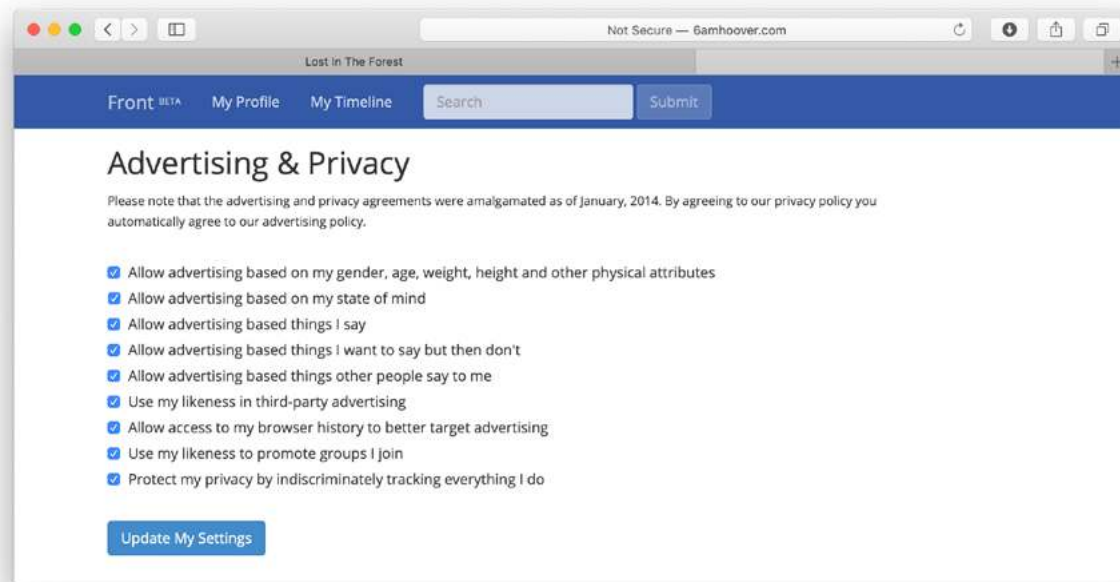 Not Secure — 6amhoover.com
Lost In The Forest
Front BETA My Profile My Timeline Search Submit
Advertising & Privacy
Please note that the advertising and privacy agreements were amalgamated as of January, 2014. By agreeing to our privacy policy you
automatically agree to our advertising policy.
Allow advertising based on my gender, age, weight, height and other physical attributes
Allow advertising based on my state of mind
Allow advertising based things I say
Allow advertising based things I want to say but then don't
Allow advertising based things other people say to me
Use my likeness in third-party advertising
Allow access to my browser history to better target advertising
Use my likeness to promote groups I join
Protect my privacy by indiscriminately tracking everything I do
Update My Settings